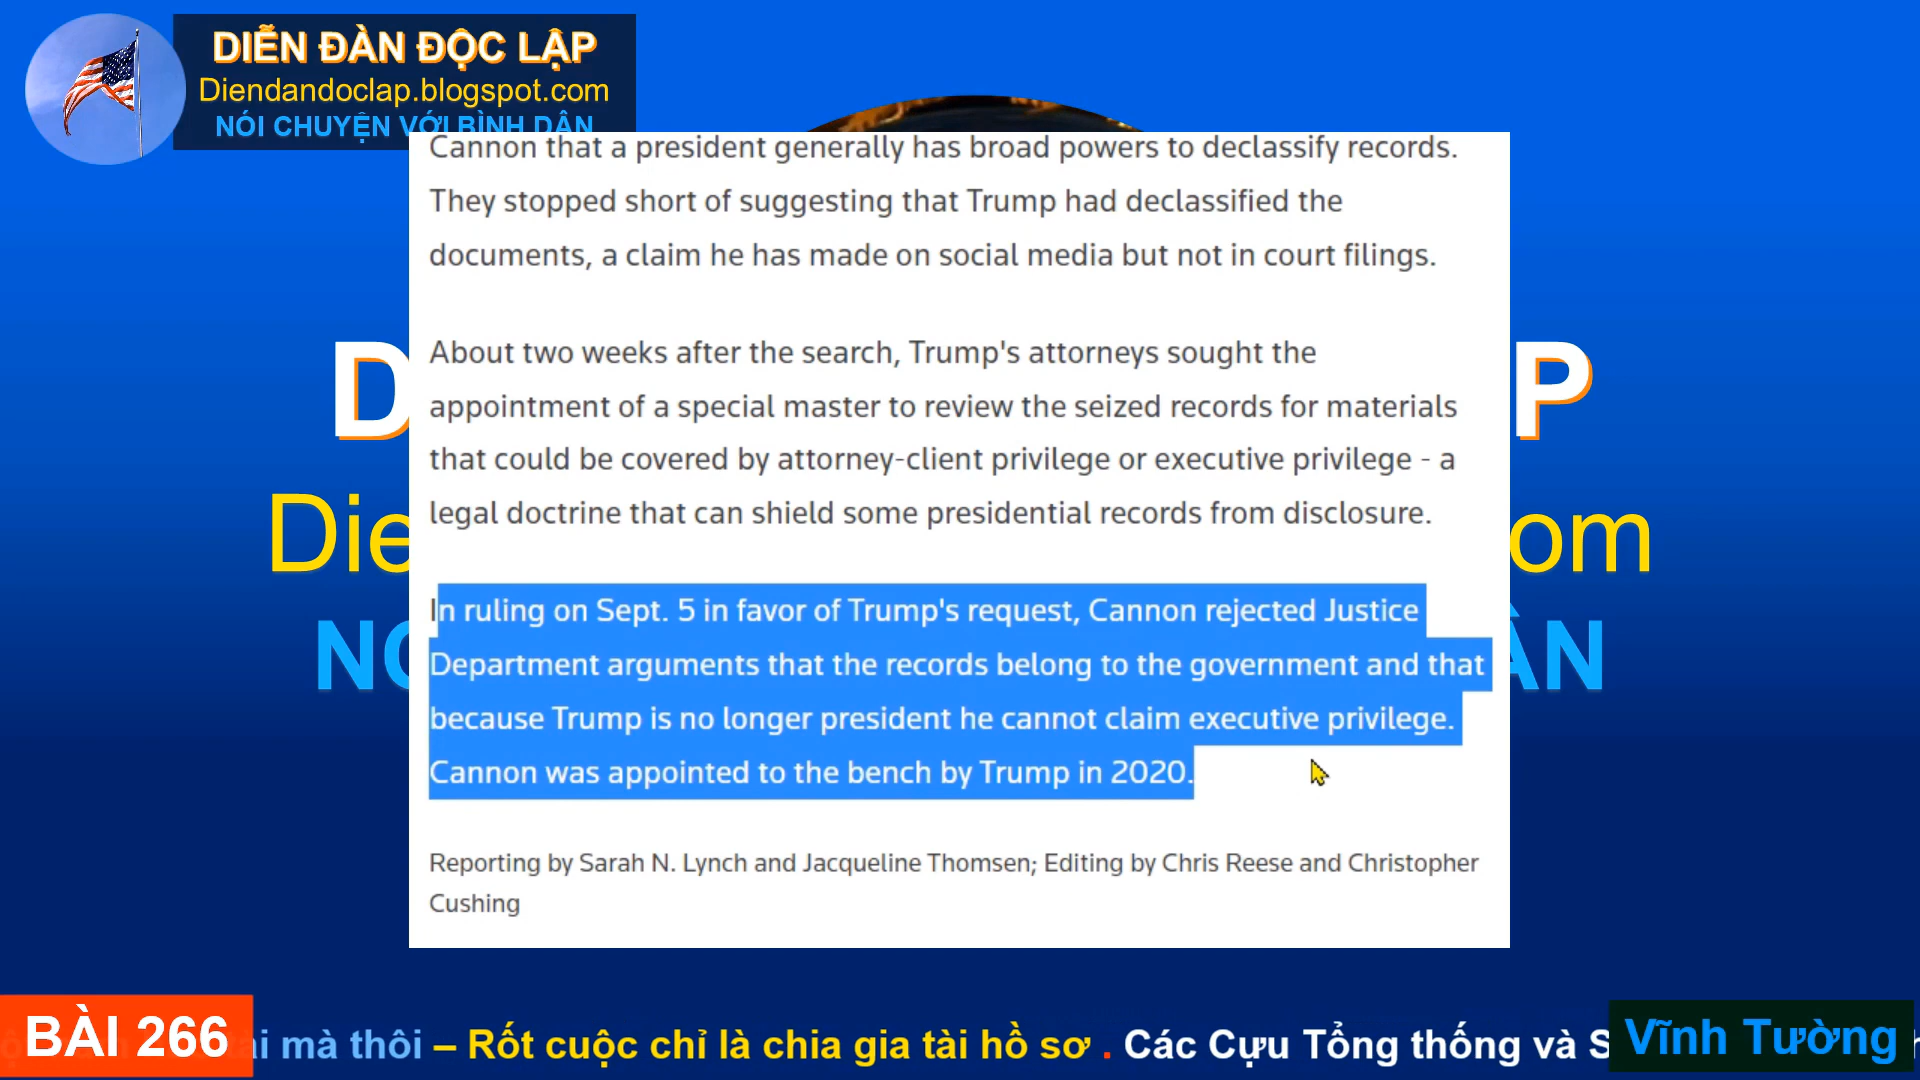 DIỄN ĐÀN ĐỘC LẬP
Diendandoclap.blogspot.com
NÓI CHUYỆN VỚI BÌNH DÂN
Cannon that a president generally has broad powers to declassify records.
They stopped short of suggesting that Trump had declassified the
documents, a claim he has made on social media but not in court filings.
About two weeks after the search, Trump's attorneys sought the
appointment of a special master to review the seized records for materials
that could be covered by attorney-client privilege or executive privilege - a
legal doctrine that can shield some presidential records from disclosure.
In ruling on Sept. 5 in favor of Trump's request, Cannon rejected Justice
Department arguments that the records belong to the government and that
because Trump is no longer president he cannot claim executive privilege.
Cannon was appointed to the bench by Trump in 2020.
Reporting by Sarah N. Lynch and Jacqueline Thomsen; Editing by Chris Reese and Christopher
Cushing
D P
Die om
BÀI 266
mà thôi – Rốt cuộc chỉ là chia gia tài hồ sơ . Các Cựu Tổng thống và
Vĩnh Tường